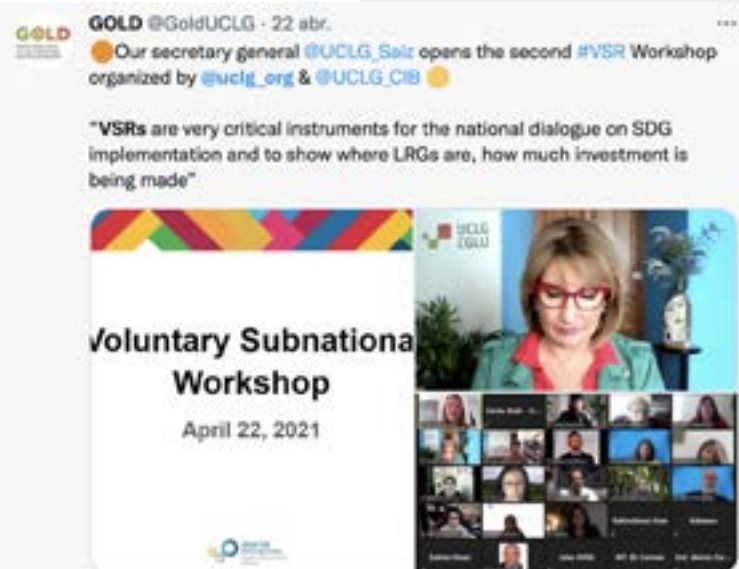 GOLD
GOLD @GoldUCLG · 22 abr.
Our secretary general @UCLG_Saiz opens the second #VSR Workshop
organized by @uclg_org & @UCLG_CIB
"VSRs are very critical instruments for the national dialogue on SDG
implementation and to show where LRGs are, how much investment is
being made"
Voluntary Subnationa
Workshop
April 22, 2021
UCLG
CGLU